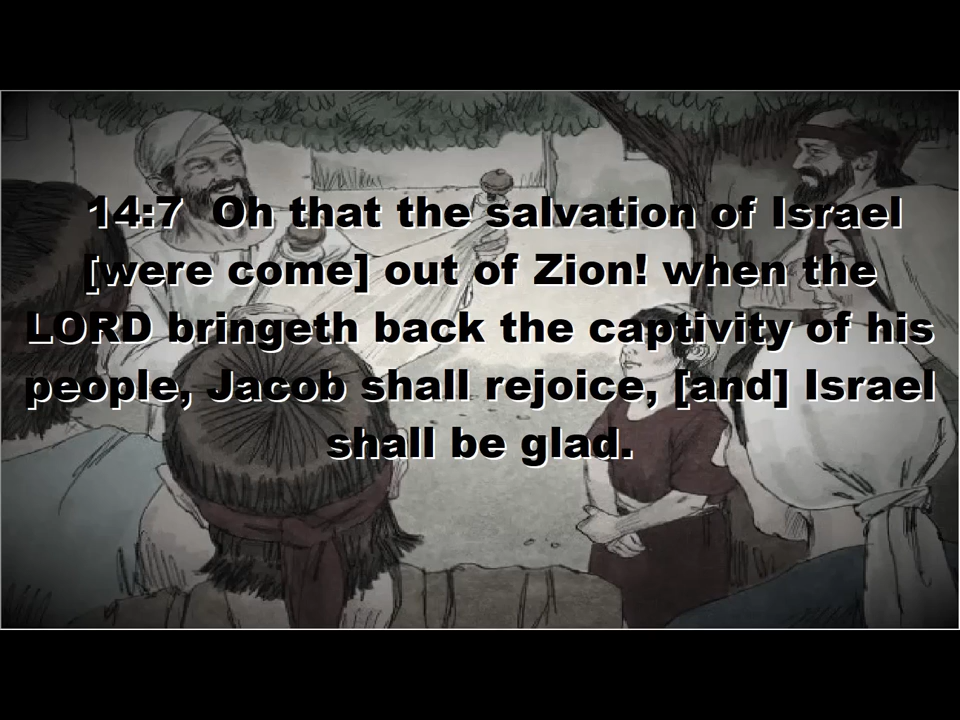 14:7  Oh that the salvation of Israel
[were come] out of Zion! when the
LORD bringeth back the captivity of his
people, Jacob shall rejoice, [and] Israel
shall be glad.